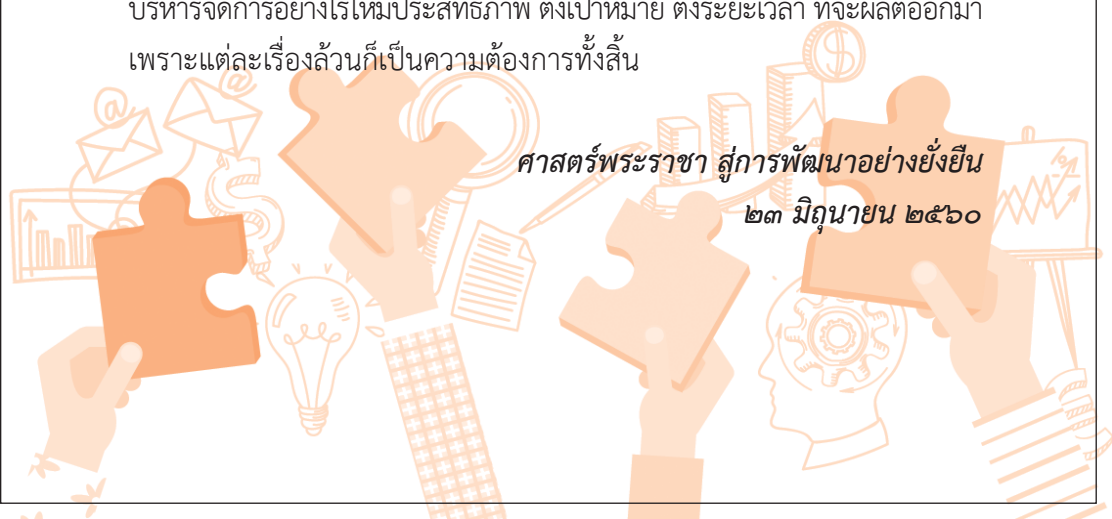 บริหารจัดการอย่างไรให้มีประสิทธิภาพ ตั้งเป้าหมาย ตั้งระยะเวลา ที่จะผลิตออกมา
เพราะแต่ละเรื่องล้วนก็เป็นความต้องการทั้งสิ้น
ศาสตร์พระราชา สู่การพัฒนาอย่างยั่งยืน
๒๓ มิถุนายน ๒๕๖๐